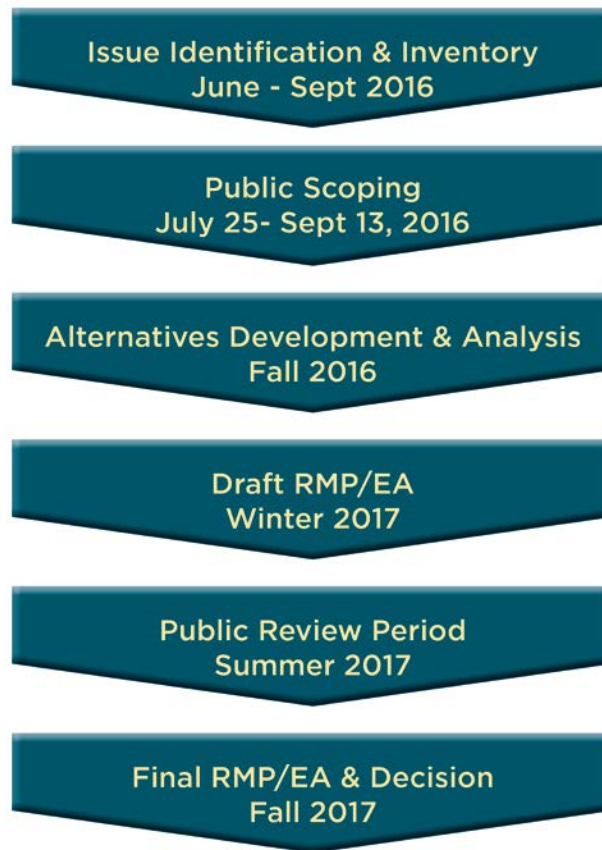 Issue Identification & Inventory
June - Sept 2016
Public Scoping
July 25- Sept 13, 2016
Alternatives Development & Analysis
Fall 2016
Draft RMP/EA
Winter 2017
Public Review Period
Summer 2017
Final RMP/EA & Decision
Fall 2017